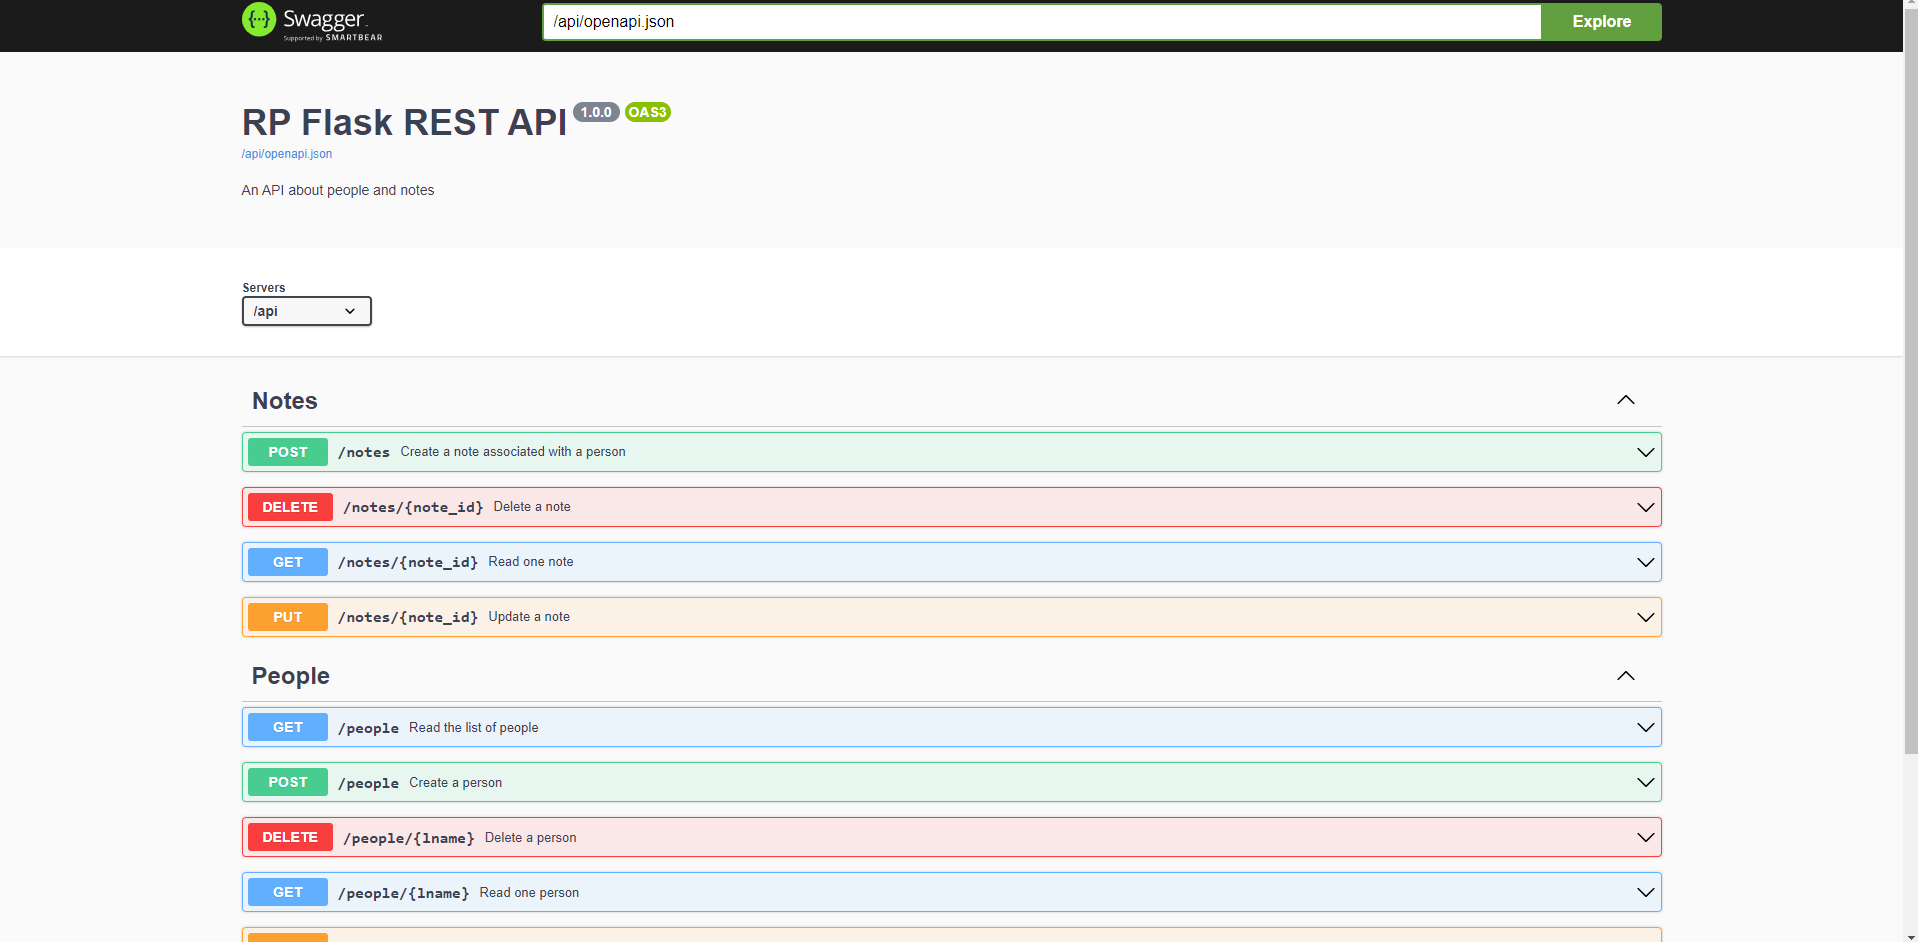 Swagger
Supported by SMARTBEAR
/api/openapi.json
Explore
RP Flask REST API 1.0.0 OAS3
/api/openapi.json
An API about people and notes
Servers
/api
Notes
POST /notes Create a note associated with a person
DELETE /notes/{note_id} Delete a note
GET /notes/{note_id} Read one note
PUT /notes/{note_id} Update a note
People
GET /people Read the list of people
POST /people Create a person
DELETE /people/{lname} Delete a person
GET /people/{lname} Read one person